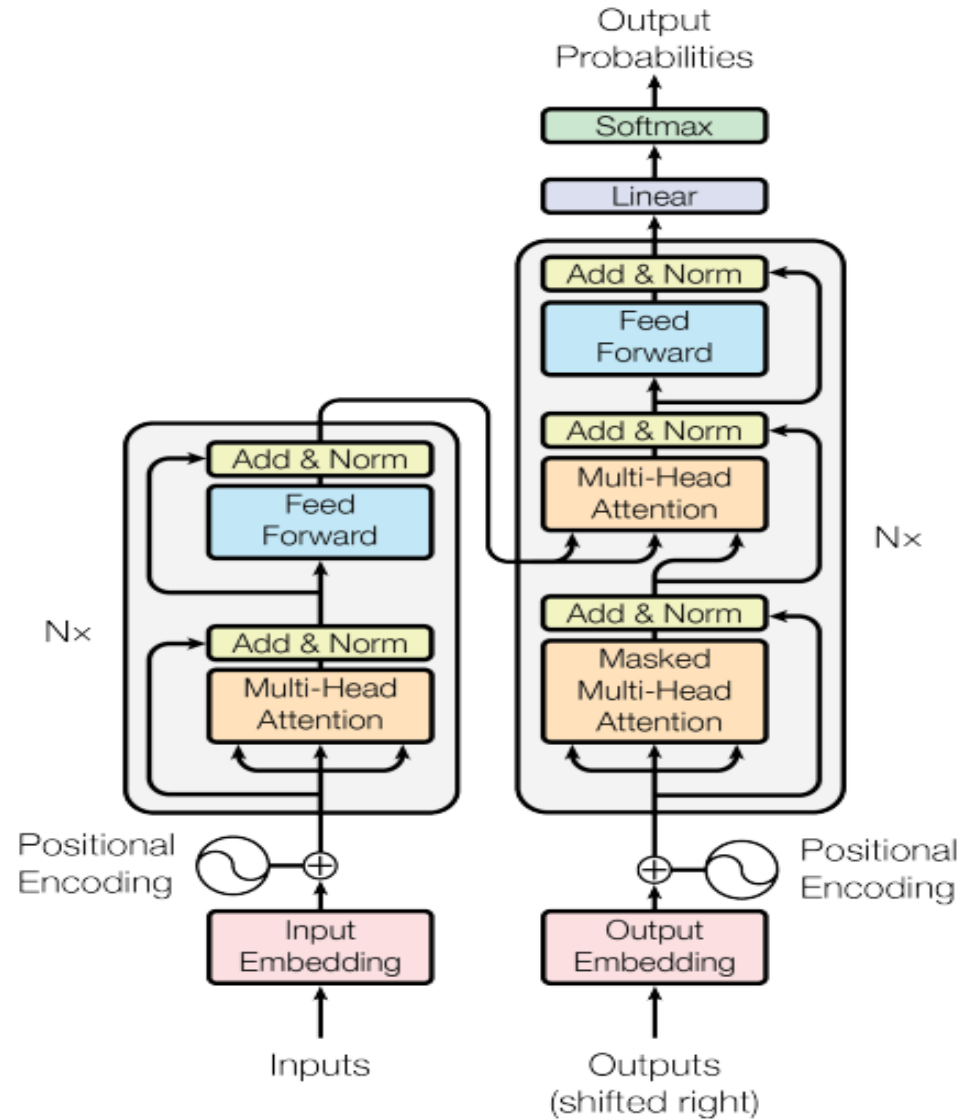 Output
Probabilities
Softmax
Linear
Add & Norm
Feed
Forward
Add & Norm
Multi-Head
Attention
Add & Norm
Masked
Multi-Head
Attention
Nx
Add & Norm
Feed
Forward
Add & Norm
Multi-Head
Attention
Nx
Positional
Encoding
Positional
Encoding
Input
Embedding
Output
Embedding
Inputs
Outputs
(shifted right)